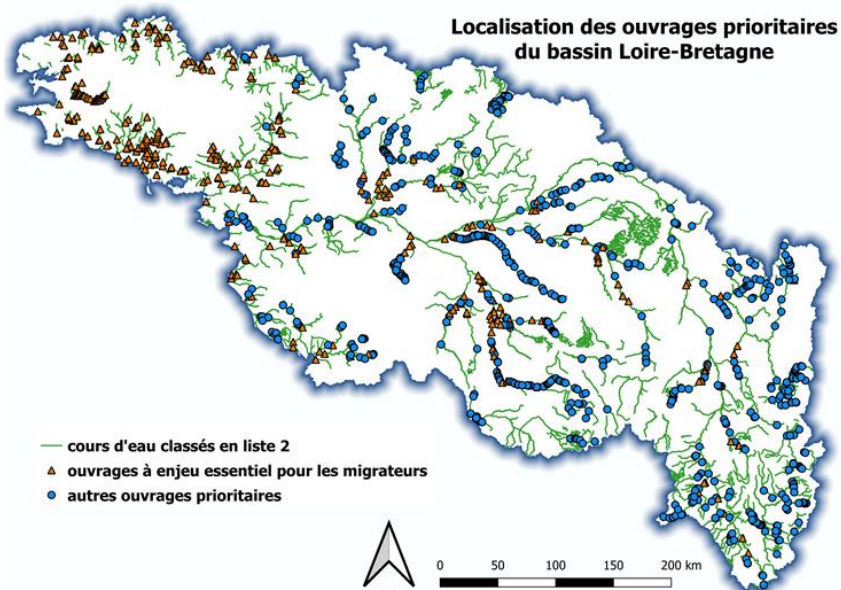 Localisation des ouvrages prioritaires
du bassin Loire-Bretagne
cours d'eau classés en liste 2
ouvrages à enjeu essentiel pour les migrateurs
autres ouvrages prioritaires
0 50 100 150 200 km